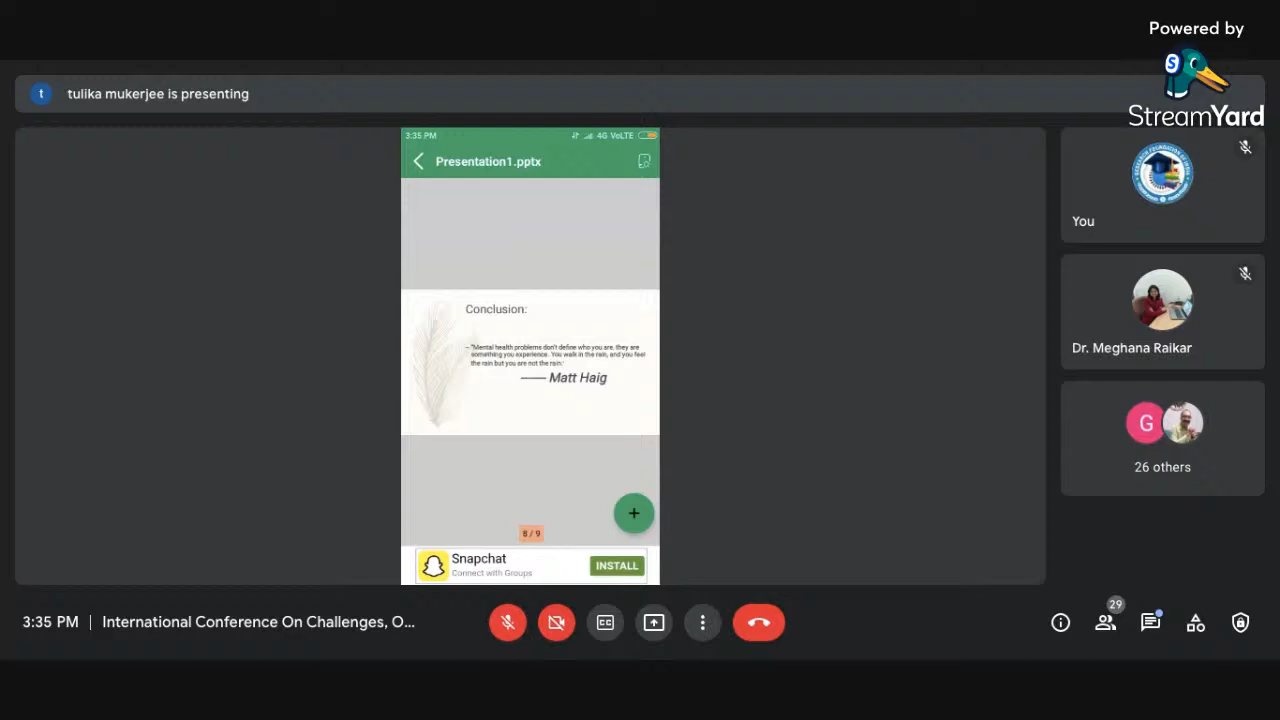 Powered by
StreamYard
t tulika mukerjee is presenting
3:35 PM 4G VoLTE
Presentation1.pptx
Conclusion:
– "Mental health problems don't define who you are, they are
something you experience. You walk in the rain, and you feel
the rain but you are not the rain.'
—— Matt Haig
+
8 / 9
Snapchat
Connect with Groups
INSTALL
You
Dr. Meghana Raikar
G
26 others
3:35 PM | International Conference On Challenges, O...
29